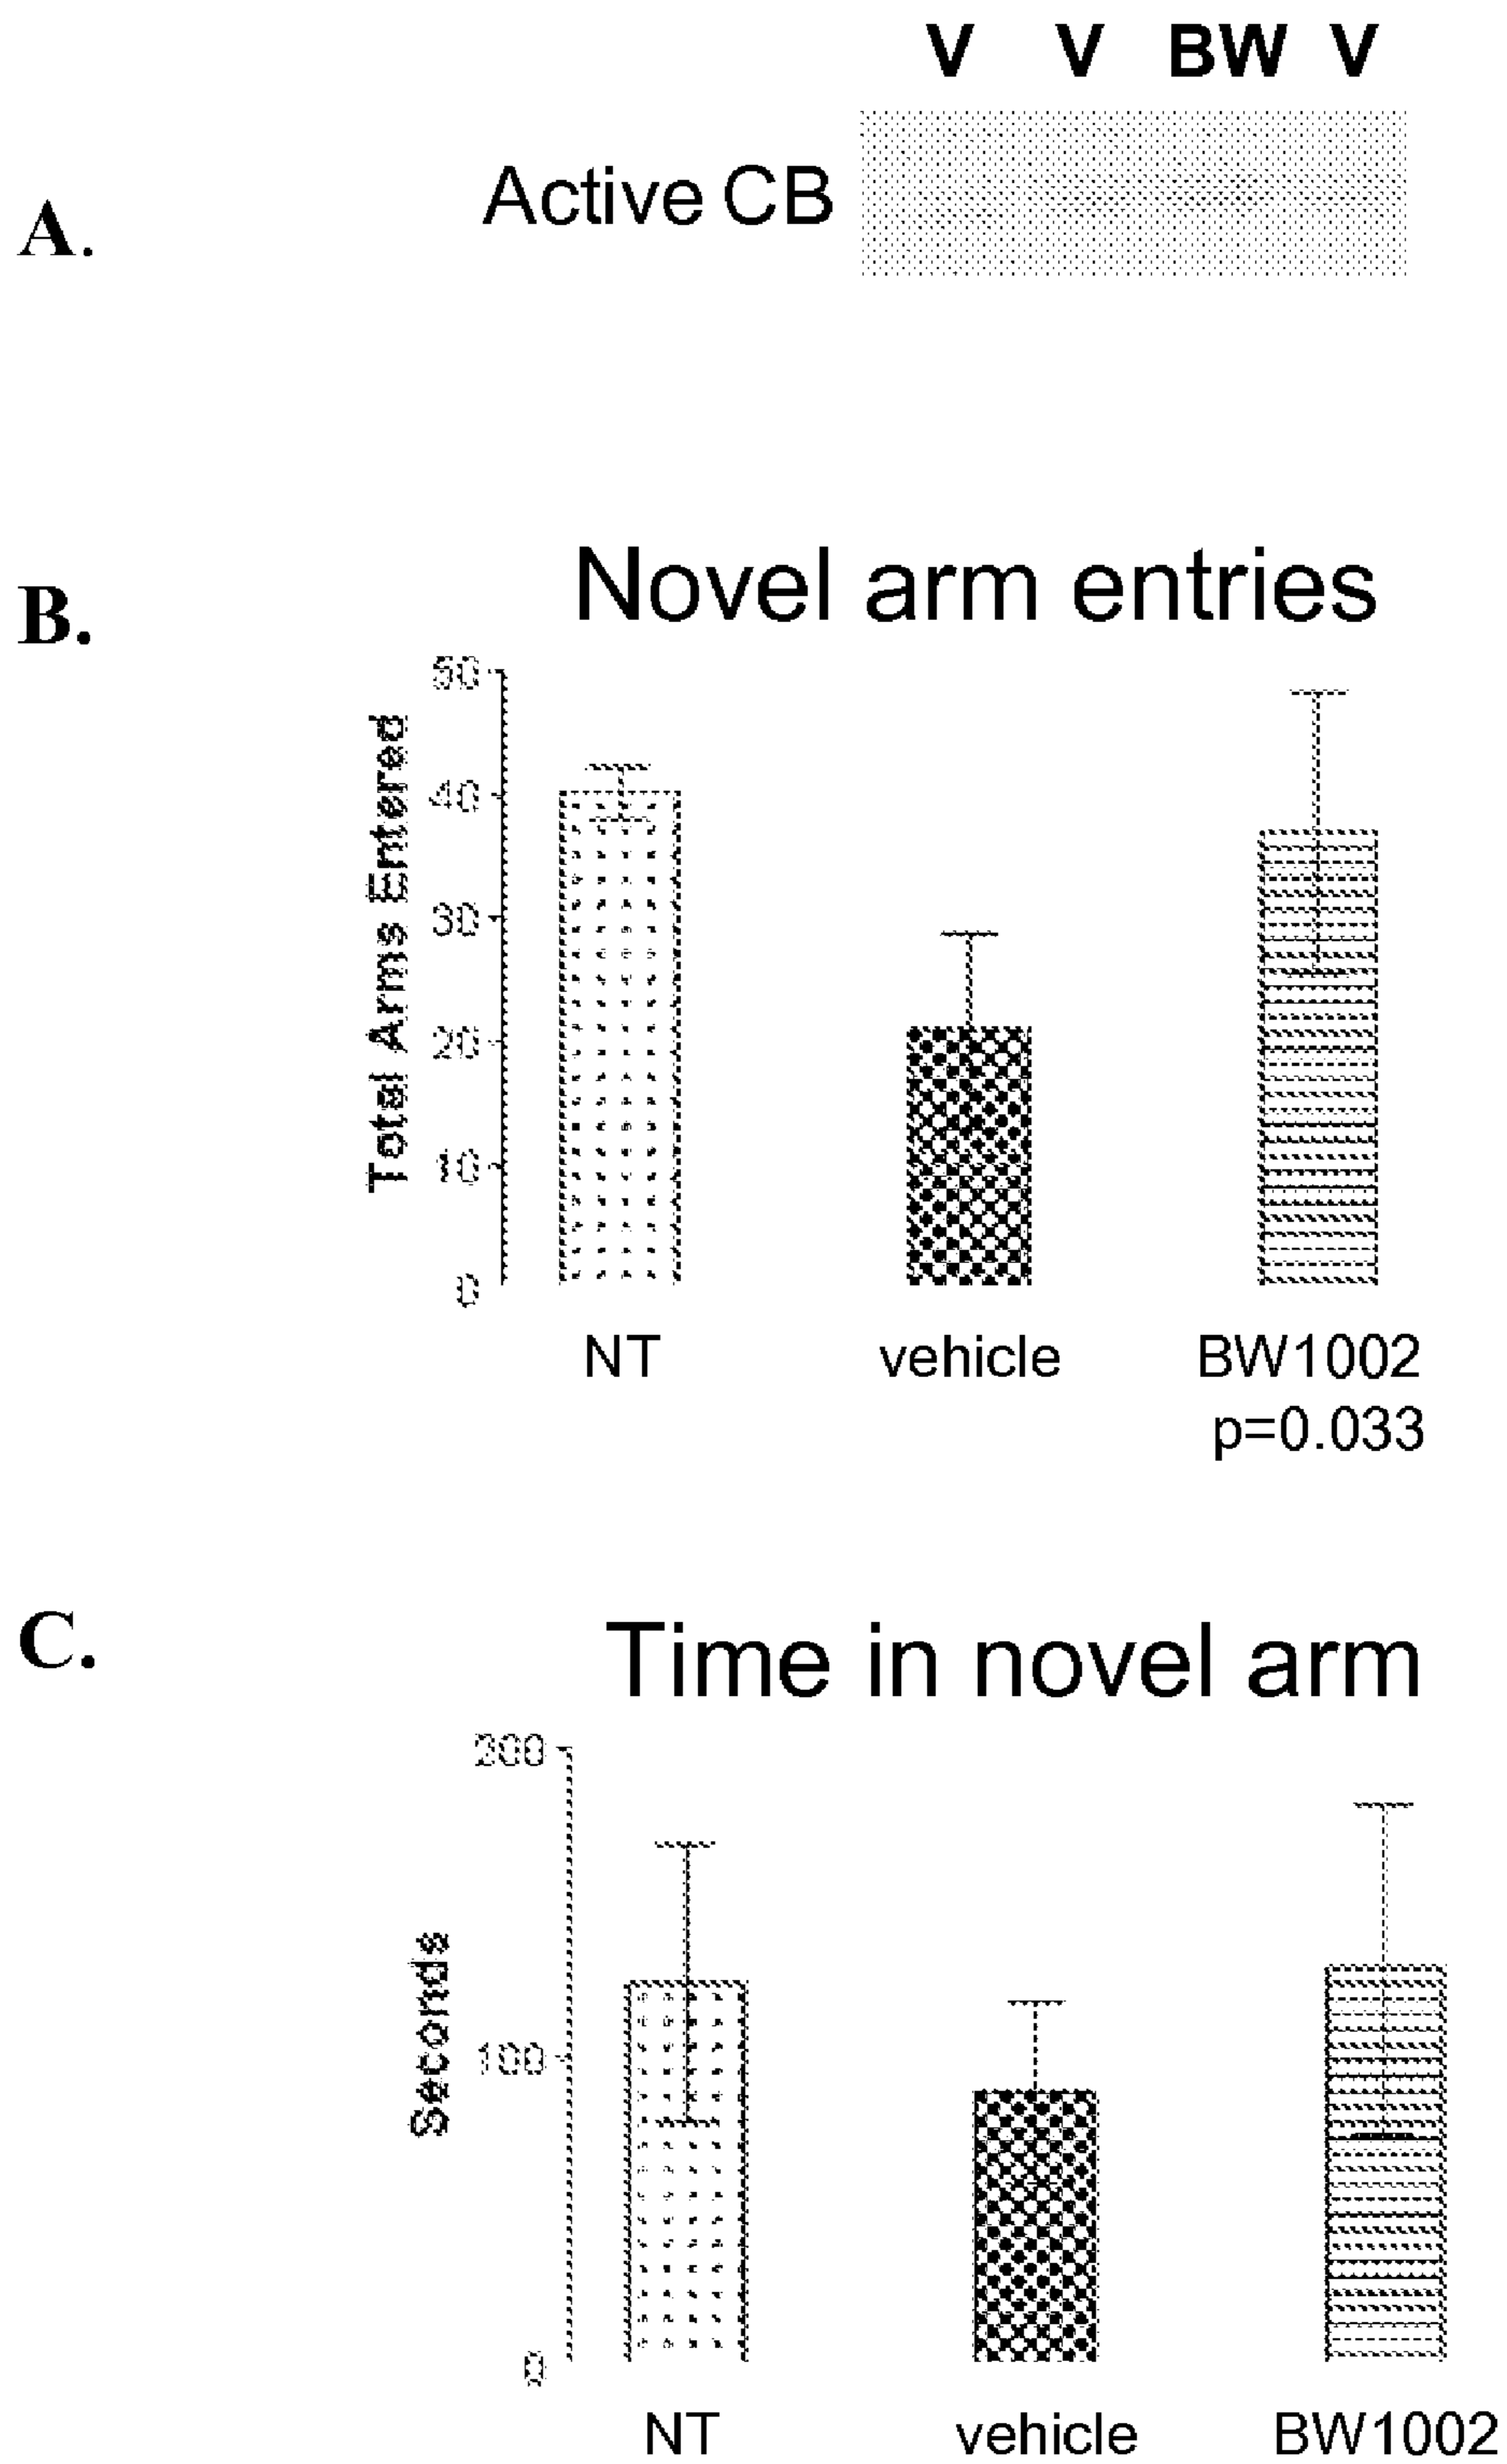 V V BW V
Active CB
A.
B.
Novel arm entries
Total Arms Entered
50
40
30
20
10
0
NT vehicle BW1002
p=0.033
C.
Time in novel arm
Seconds
200
100
0
NT vehicle BW1002